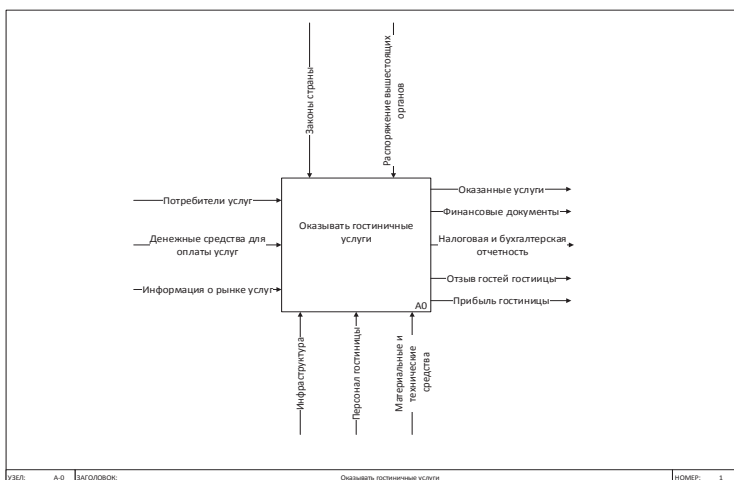 Законы страны
Распоряжение вышестоящих
органов
Потребители услуг
Денежные средства для
оплаты услуг
Информация о рынке услуг
Оказывать гостиничные
услуги
A0
Оказанные услуги
Финансовые документы
Налоговая и бухгалтерская
отчетность
Отзыв гостей гостиицы
Прибыль гостиницы
Инфраструктура
Персонал гостиницы
Материальные и
технические
средства
УЗЕЛ: A-0 ЗАГОЛОВОК: Оказывать гостиничные услуги НОМЕР: 1